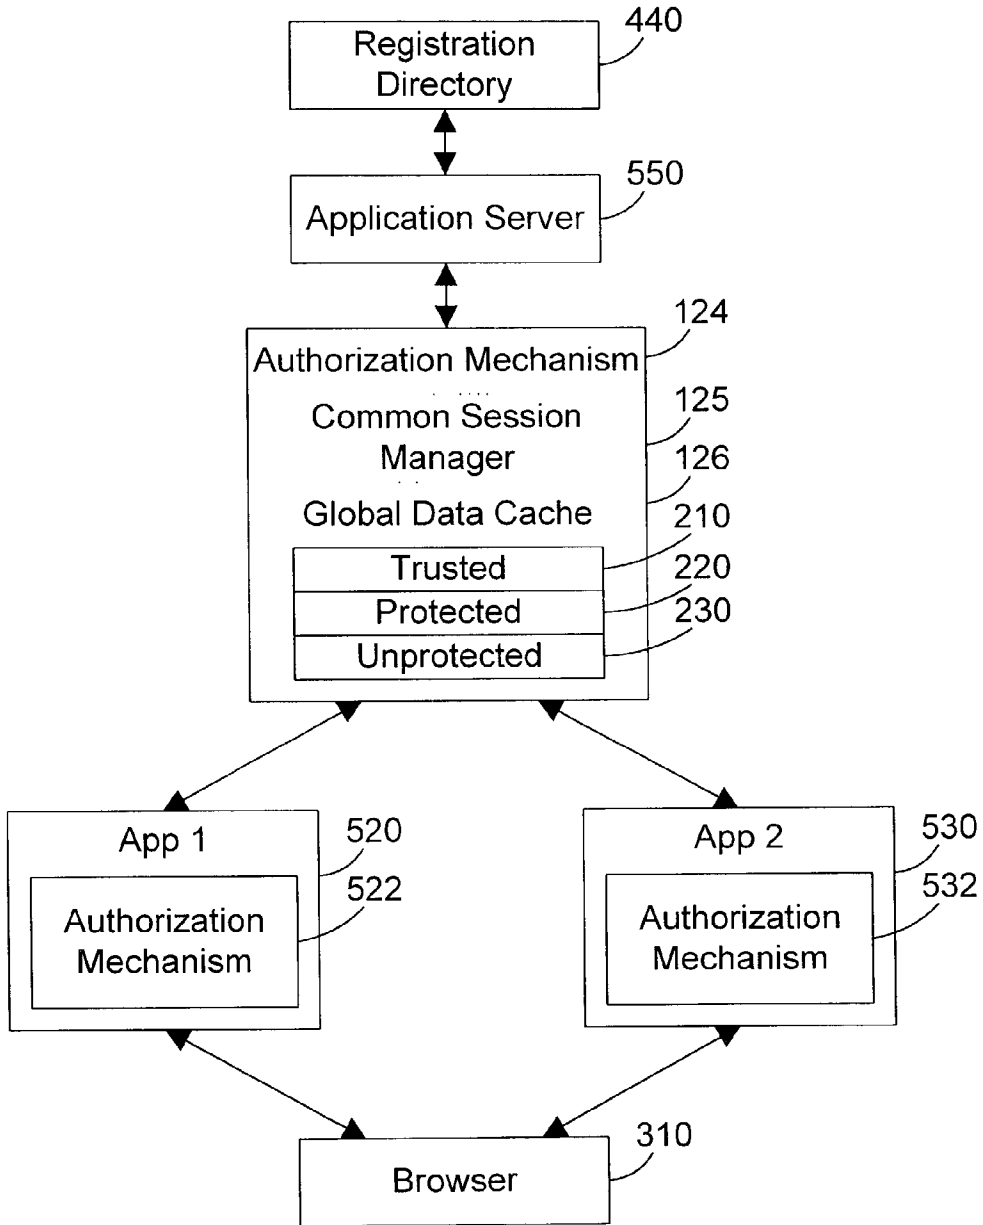 440
Registration
Directory
550
Application Server
124
Authorization Mechanism
125
Common Session
Manager
126
Global Data Cache
210
Trusted
220
Protected
230
Unprotected
App 1
520
522
Authorization
Mechanism
App 2
530
532
Authorization
Mechanism
310
Browser